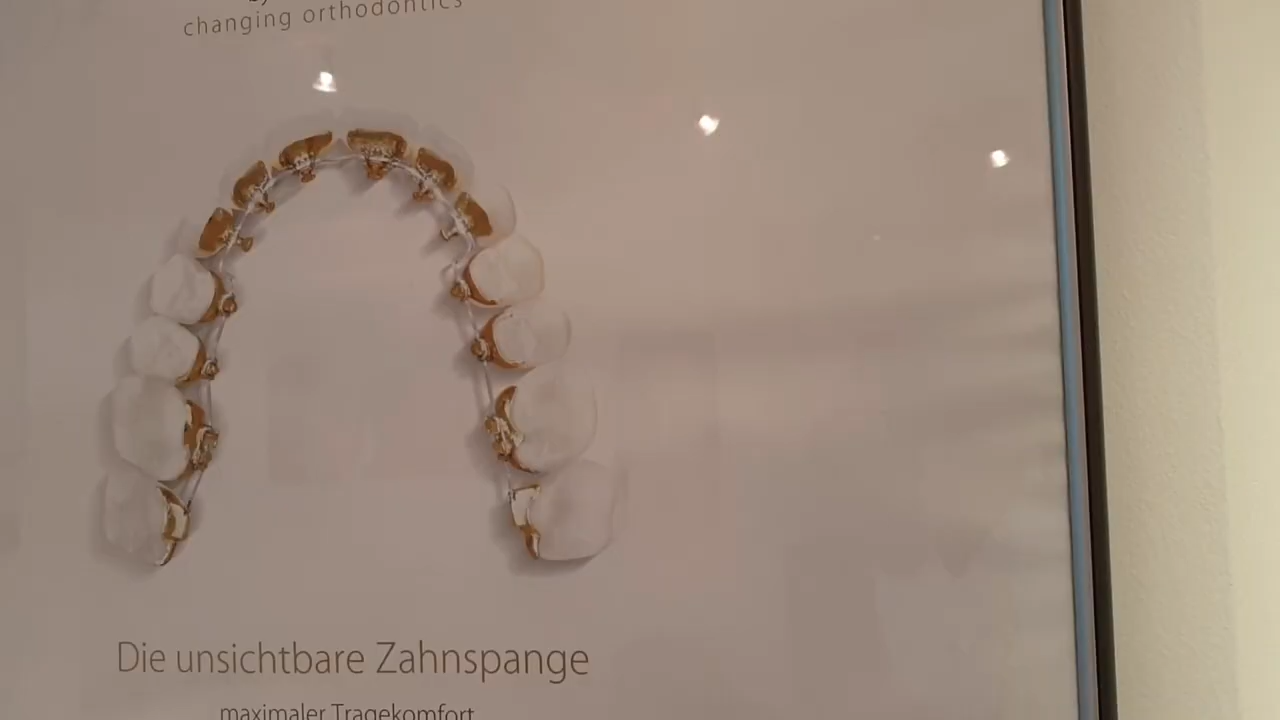 changing orthodontics
Die unsichtbare Zahnspange
maximaler Tragekomfort